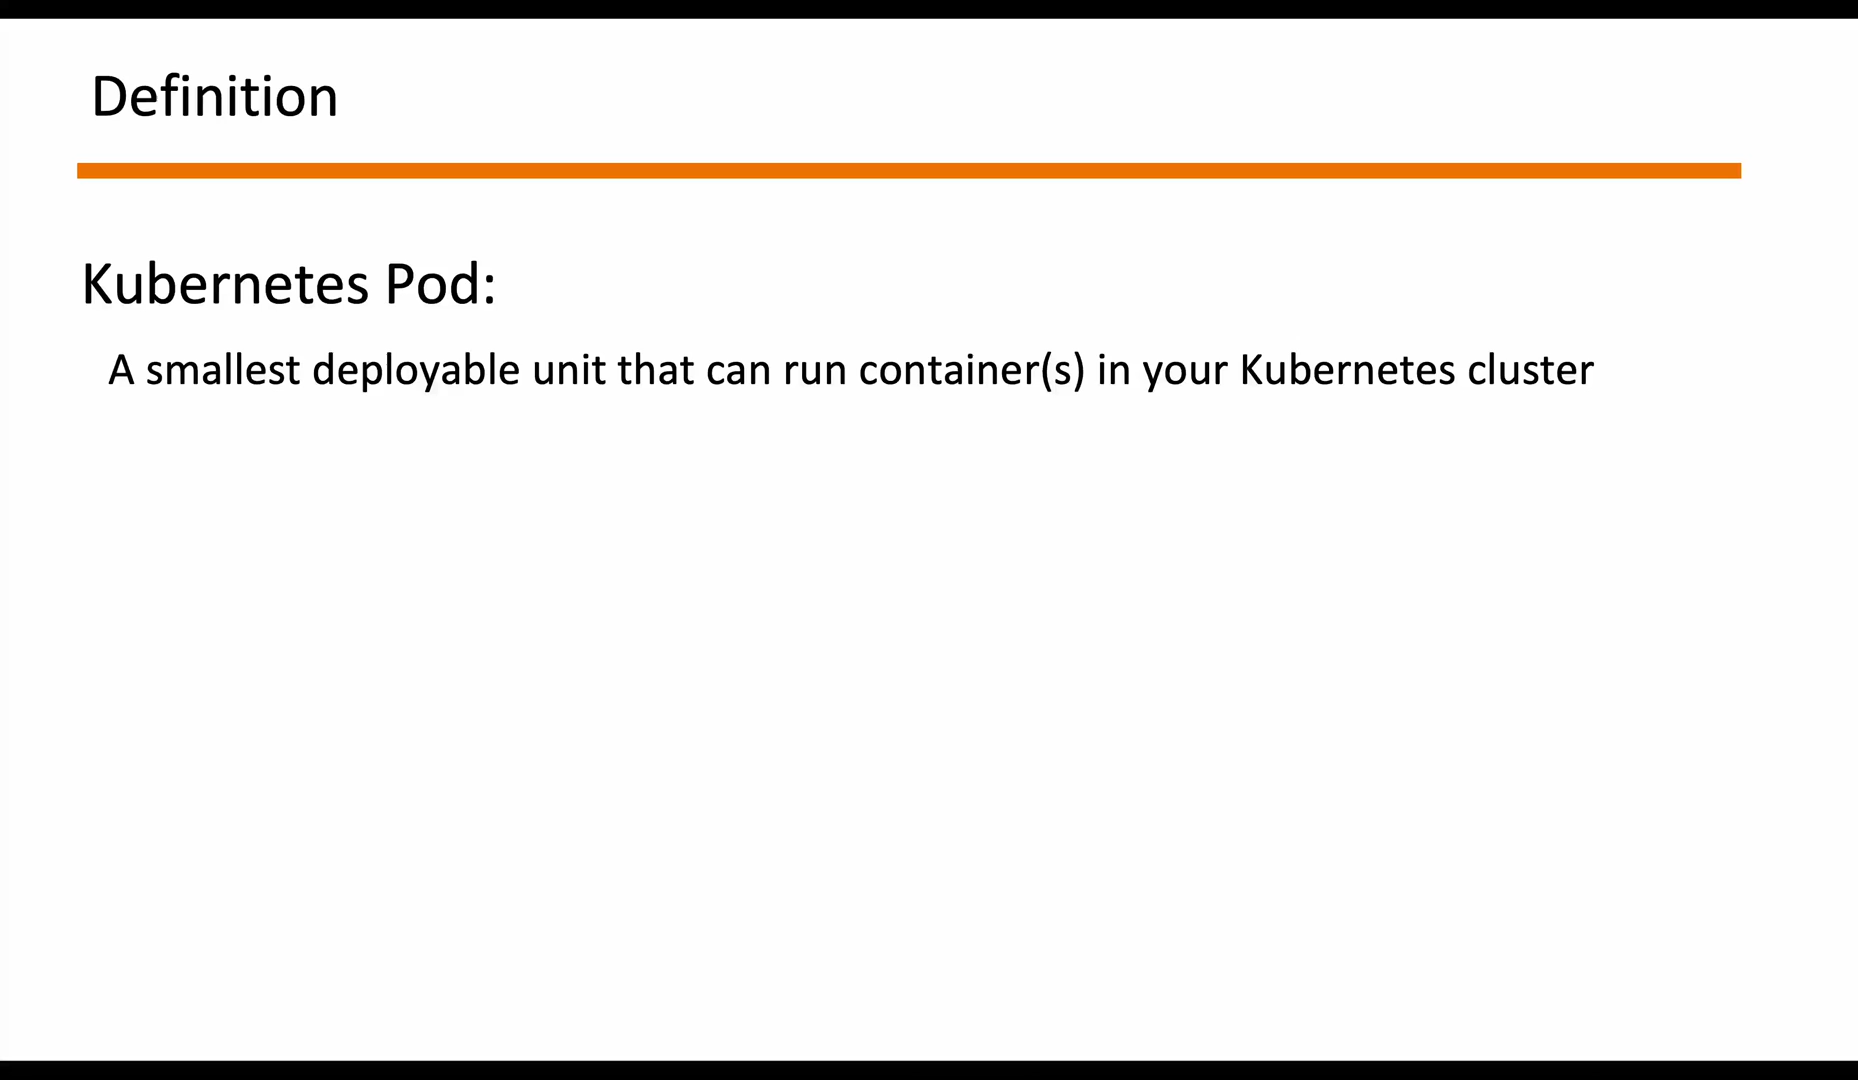 Definition
Kubernetes Pod:
A smallest deployable unit that can run container(s) in your Kubernetes cluster